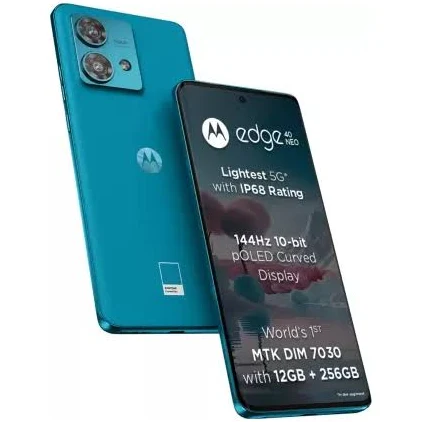 edge 40
NEO
Lightest 5G*
with IP68 Rating
144Hz 10-bit
pOLED Curved
Display
World's 1ST
MTK DIM 7030
with 12GB + 256GB